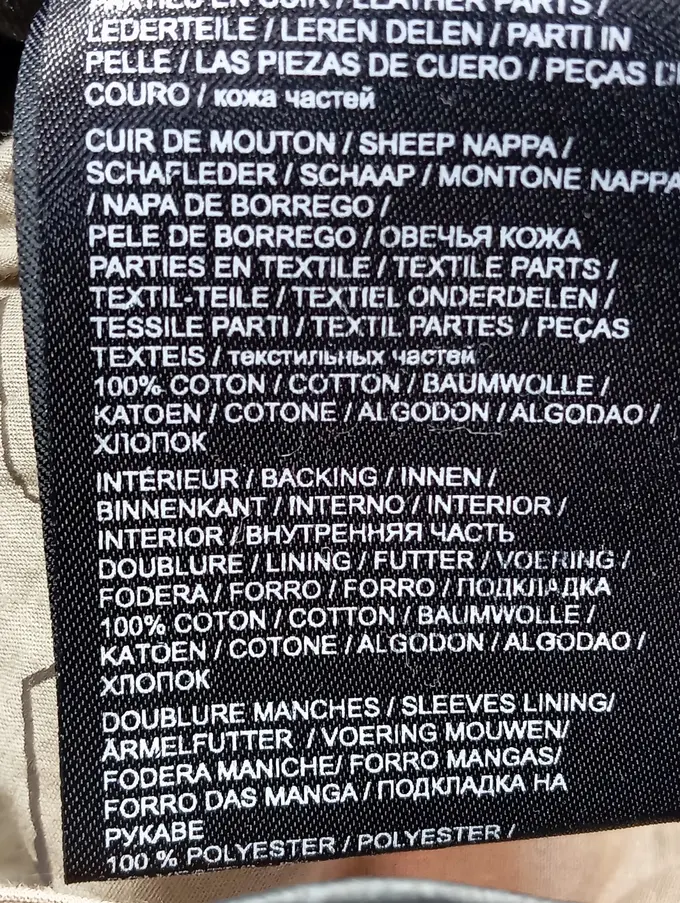 PARTIES EN CUIR / LEATHER PARTS /
LEDERTEILE / LEREN DELEN / PARTI IN
PELLE / LAS PIEZAS DE CUERO / PEÇAS DE
COURO / кожа частей
CUIR DE MOUTON / SHEEP NAPPA /
SCHAFLEDER / SCHAAP / MONTONE NAPPA
/ NAPA DE BORREGO /
PELE DE BORREGO / ОВЕЧЬЯ КОЖА
PARTIES EN TEXTILE / TEXTILE PARTS /
TEXTIL-TEILE / TEXTIEL ONDERDELEN /
TESSILE PARTI / TEXTIL PARTES / PEÇAS
TEXTEIS / текстильных частей
100% COTON / COTTON / BAUMWOLLE /
KATOEN / COTONE / ALGODON / ALGODAO /
ХЛОПОК
INTÉRIEUR / BACKING / INNEN /
BINNENKANT / INTERNO / INTERIOR /
INTERIOR / ВНУТРЕННЯЯ ЧАСТЬ
DOUBLURE / LINING / FUTTER / VOERING /
FODERA / FORRO / FORRO / ПОДКЛАДКА
100% COTON / COTTON / BAUMWOLLE /
KATOEN / COTONE / ALGODON / ALGODAO /
ХЛОПОК
DOUBLURE MANCHES / SLEEVES LINING/
ÄRMELFUTTER / VOERING MOUWEN/
FODERA MANICHE/ FORRO MANGAS/
FORRO DAS MANGA / ПОДКЛАДКА НА
РУКАВЕ
100 % POLYESTER / POLYESTER /